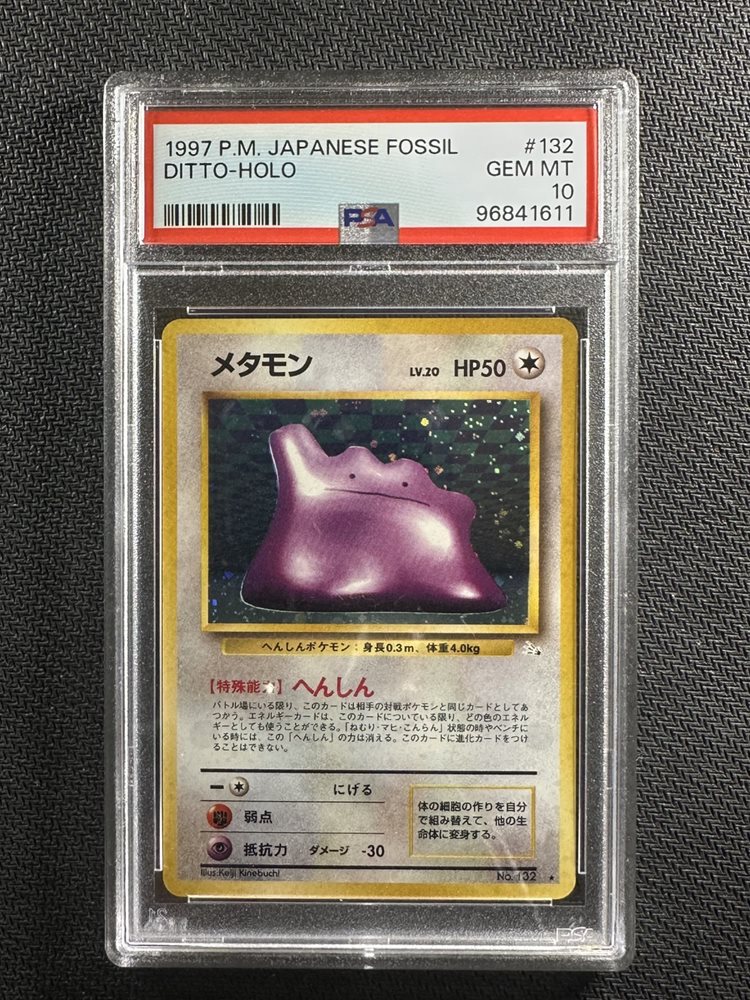 1997 P.M. JAPANESE FOSSIL #132
DITTO-HOLO GEM MT
10
PSA 96841611
メタモン LV.20 HP50
へんしんポケモン：身長0.3m、体重4.0kg
【特殊能力】へんしん
バトル場にいる限り、このカードは相手の対戦ポケモンと同じカードとしてあ
つかう。エネルギーカードは、このカードについている限り、どの色のエネル
ギーとしても使うことができる。「ねむり・マヒ・こんらん」状態の時やベンチに
いる時には、この「へんしん」の力は消える。このカードに進化カードをつけ
ることはできない。
ー にげる
弱点
抵抗力 ダメージ -30
体の細胞の作りを自分
で組み替えて、他の生
命体に変身する。
Illus.Keiji Kinebuchi
No. 132 ★